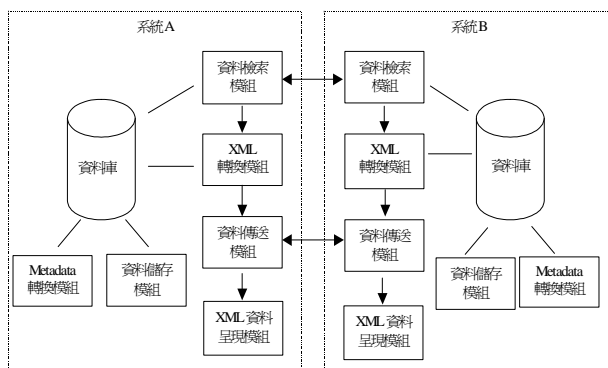 系統A
資料檢索
模組
資料庫
XML
轉換模組
資料傳送
模組
Metadata
轉換模組
資料儲存
模組
XML 資料
呈現模組
系統B
資料檢索
模組
XML
轉換模組
資料庫
資料傳送
模組
資料儲存
模組
Metadata
轉換模組
XML 資料
呈現模組